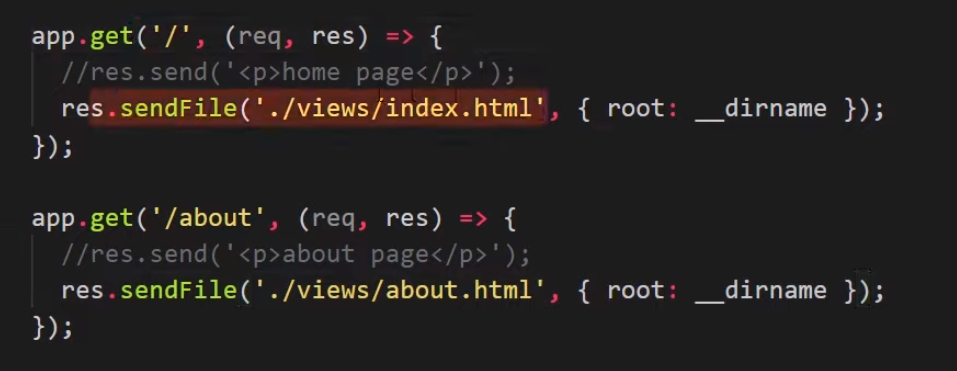 app.get('/', (req, res) => {
  //res.send('<p>home page</p>');
  res.sendFile('./views/index.html', { root: __dirname });
});

app.get('/about', (req, res) => {
  //res.send('<p>about page</p>');
  res.sendFile('./views/about.html', { root: __dirname });
});